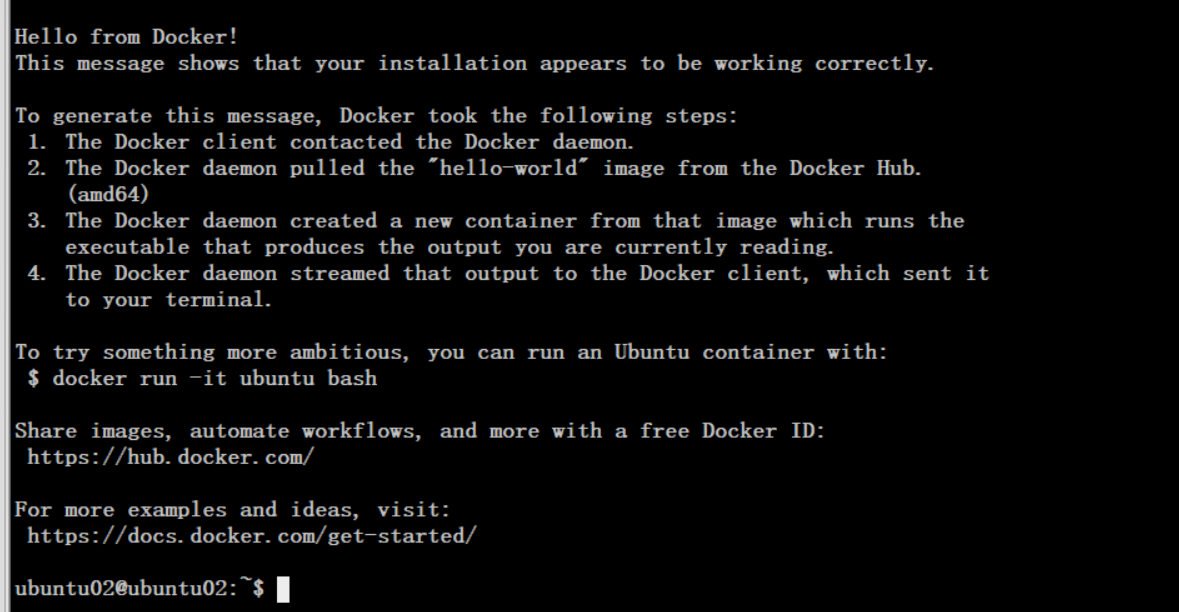 Hello from Docker!
This message shows that your installation appears to be working correctly.
To generate this message, Docker took the following steps:
1. The Docker client contacted the Docker daemon.
2. The Docker daemon pulled the "hello-world" image from the Docker Hub.
(amd64)
3. The Docker daemon created a new container from that image which runs the
executable that produces the output you are currently reading.
4. The Docker daemon streamed that output to the Docker client, which sent it
to your terminal.
To try something more ambitious, you can run an Ubuntu container with:
$ docker run -it ubuntu bash
Share images, automate workflows, and more with a free Docker ID:
https://hub.docker.com/
For more examples and ideas, visit:
https://docs.docker.com/get-started/
ubuntu02@ubuntu02:~$